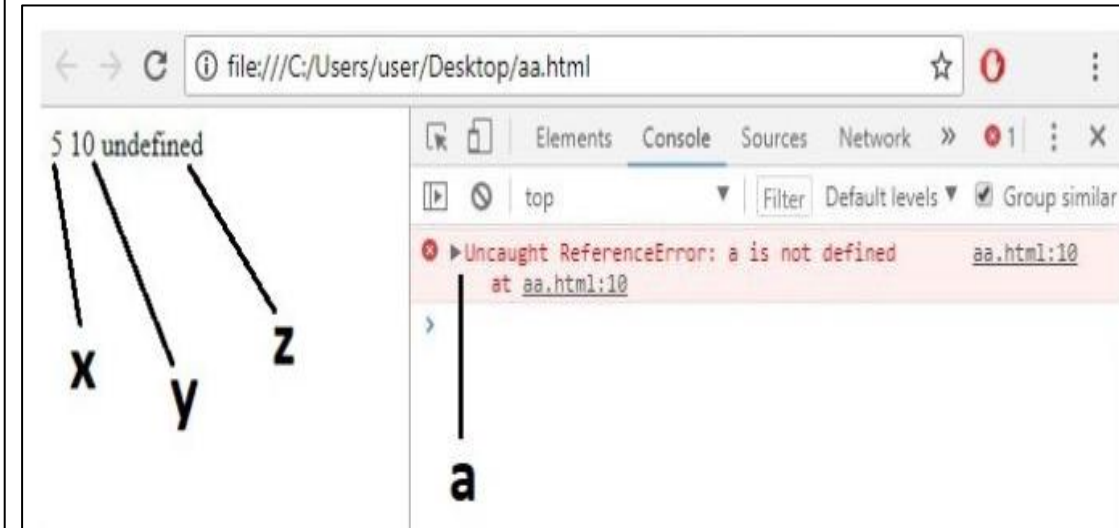 file:///C:/Users/user/Desktop/aa.html
5 10 undefined
Elements Console Sources Network » 1
top Filter Default levels Group similar
Uncaught ReferenceError: a is not defined aa.html:10
at aa.html:10
x
y
z
a